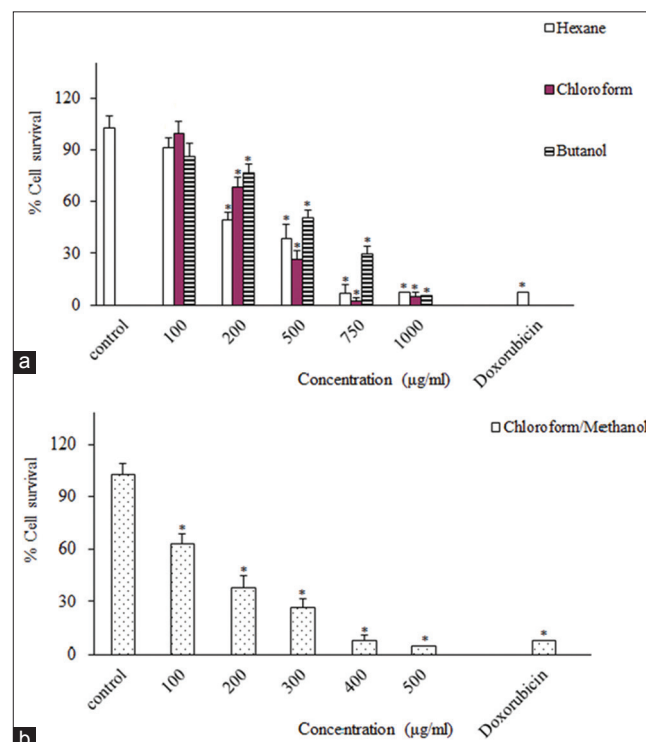 Hexane
Chloroform
Butanol
120
90
60
30
0
% Cell survival
* * *
* * *
* * *
* * *
*
control
100
200
500
750
1000
Doxorubicin
Concentration (µg/ml)
a
Chloroform/Methanol
120
90
60
30
0
% Cell survival
*
*
*
*
*
*
control
100
200
300
400
500
Doxorubicin
Concentration (µg/ml)
b